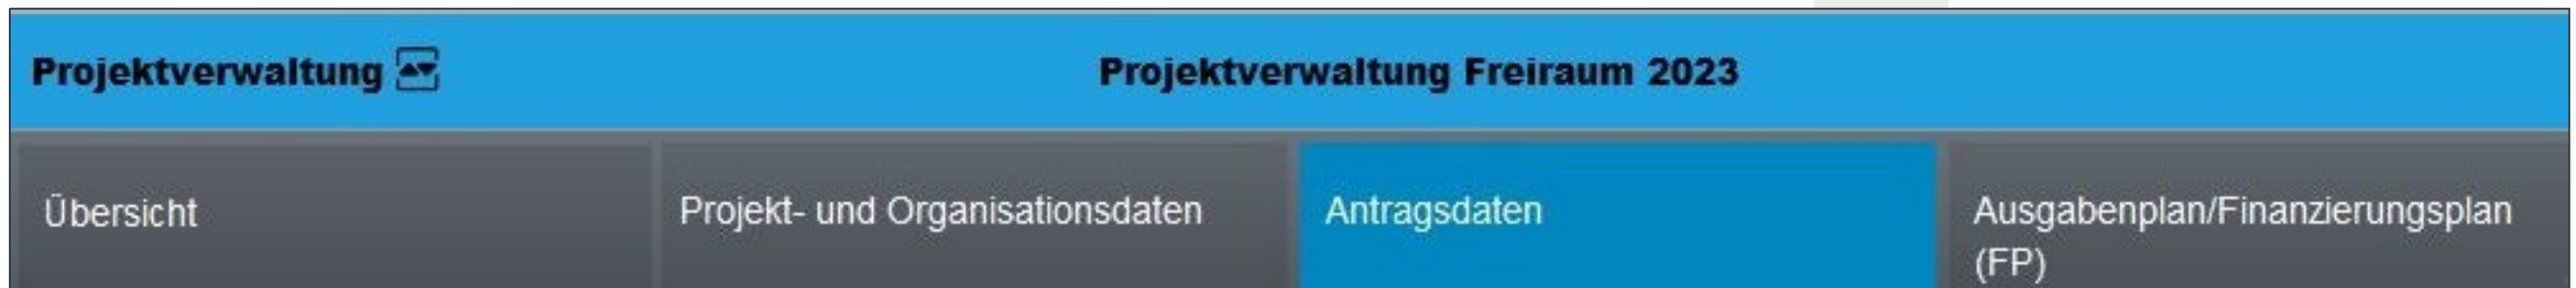 Projektverwaltung
Projektverwaltung Freiraum 2023
Übersicht
Projekt- und Organisationsdaten
Antragsdaten
Ausgabenplan/Finanzierungsplan
(FP)